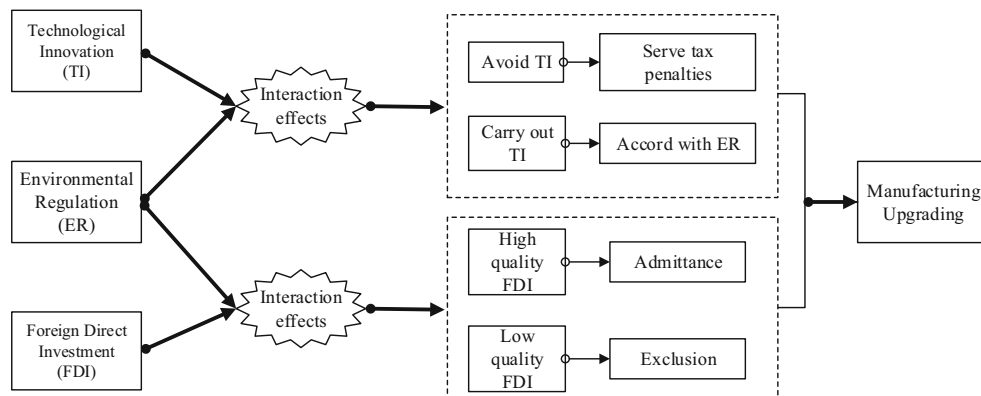 Technological
Innovation
(TI)
Environmental
Regulation
(ER)
Foreign Direct
Investment
(FDI)
Interaction
effects
Interaction
effects
Avoid TI
Serve tax
penalties
Carry out
TI
Accord with ER
High
quality
FDI
Admittance
Low
quality
FDI
Exclusion
Manufacturing
Upgrading